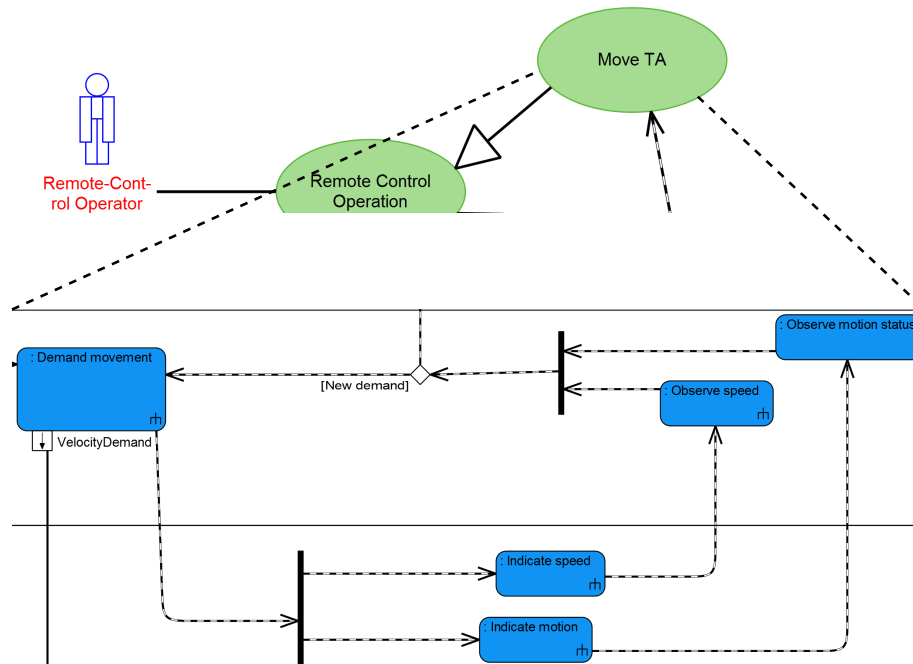 Move TA
Remote-Cont-
rol Operator
Remote Control
Operation
: Observe motion status
: Demand movement
[New demand]
: Observe speed
VelocityDemand
: Indicate speed
: Indicate motion